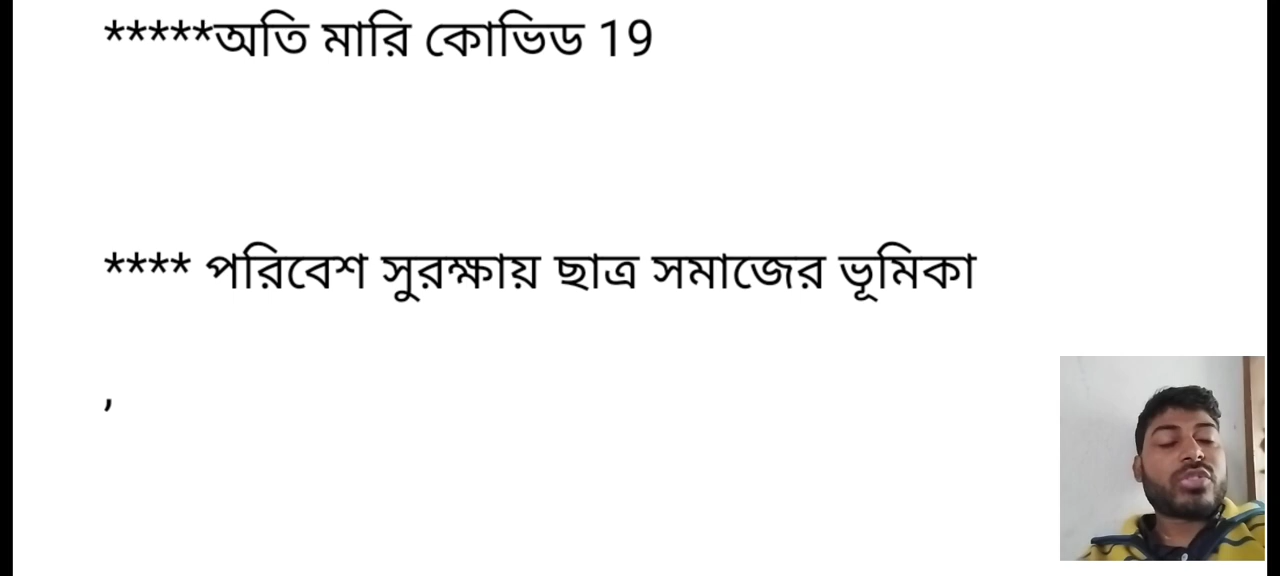 *****অতি মারি কোভিড 19
**** পরিবেশ সুরক্ষায় ছাত্র সমাজের ভূমিকা
,